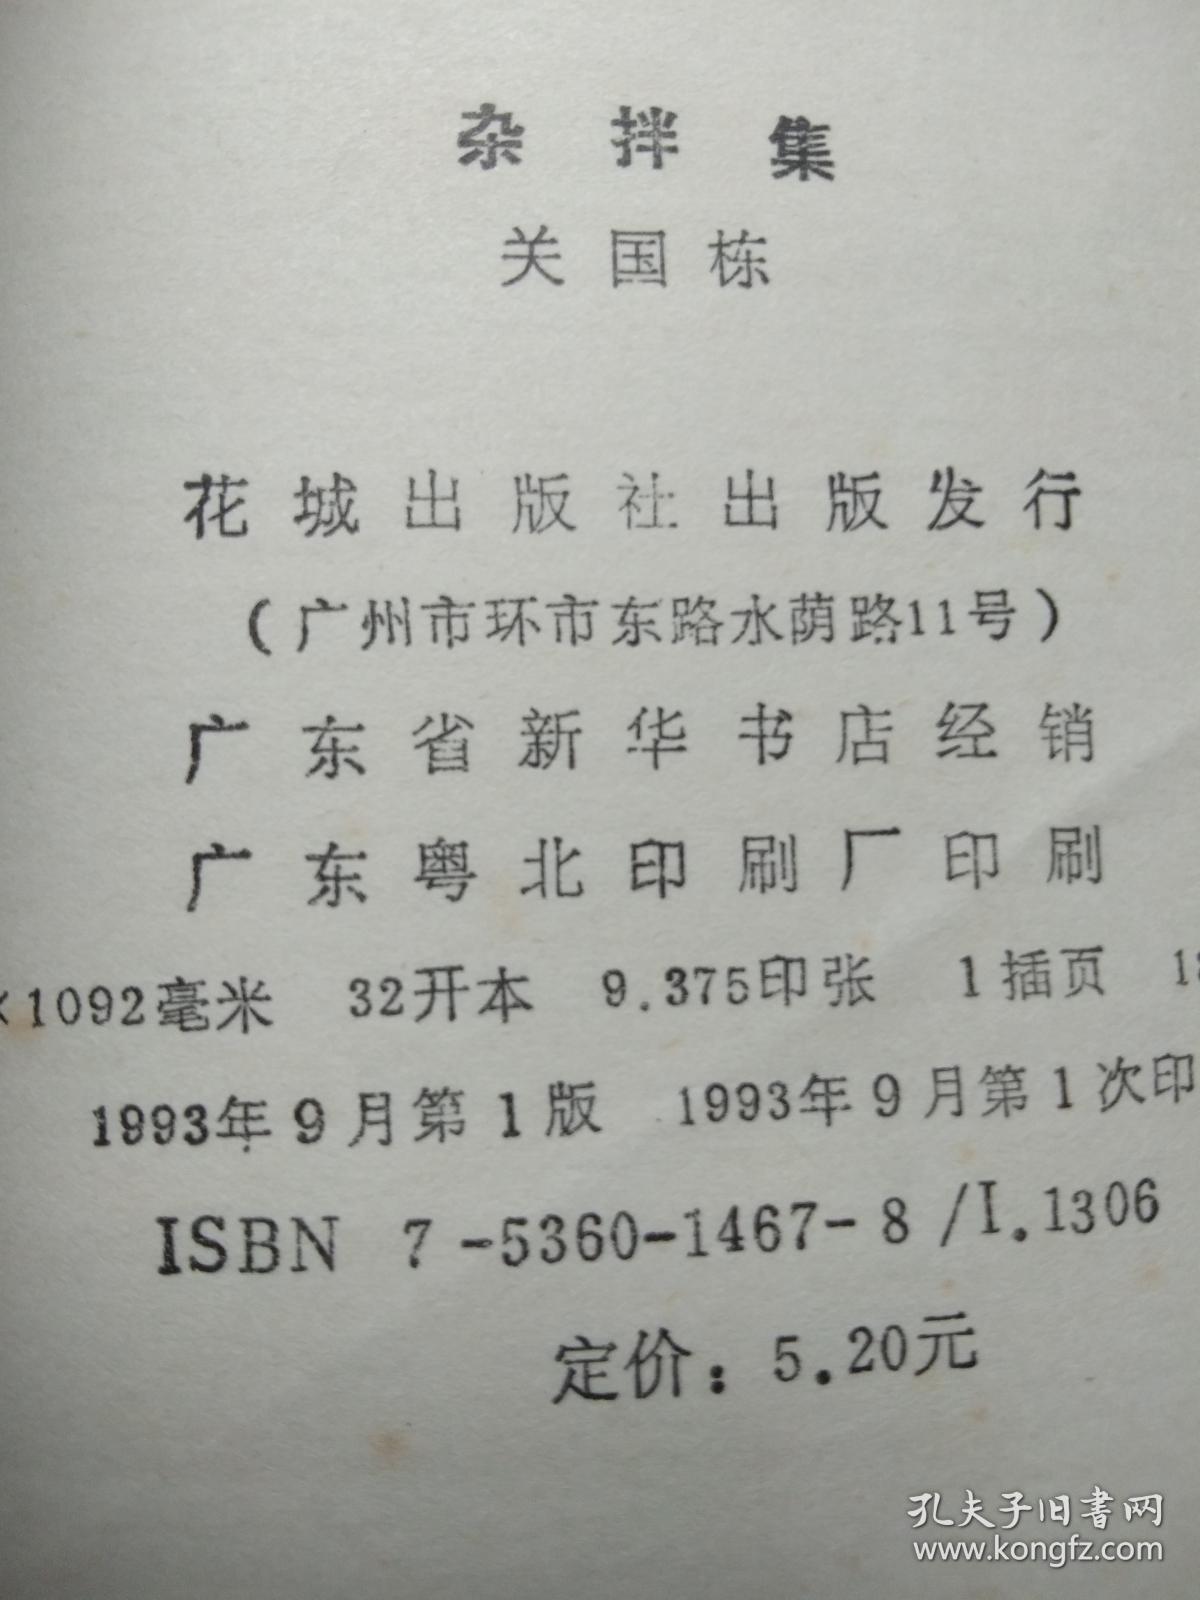 杂拌集
关国栋
花城出版社出版发行
(广州市环市东路水荫路11号)
广东省新华书店经销
广东粤北印刷厂印刷
×1092毫米 32开本 9.375印张 1插页
1993年9月第1版 1993年9月第1次印
ISBN 7-5360-1467-8/I.1306
定价：5.20元
孔夫子旧书网
www.kongfz.com